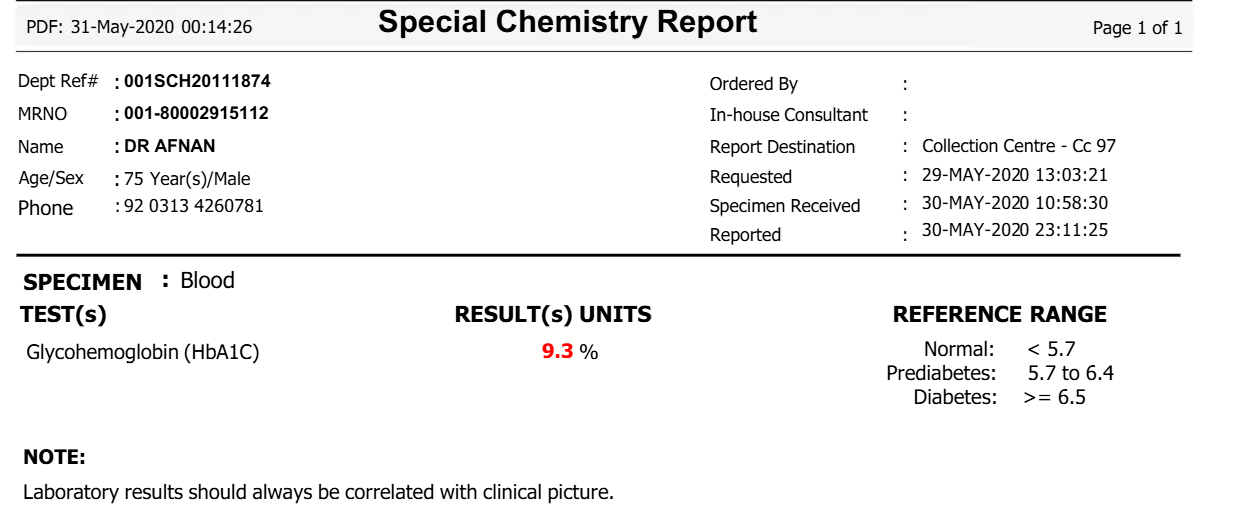 PDF: 31-May-2020 00:14:26 Special Chemistry Report Page 1 of 1
Dept Ref# : 001SCH20111874 Ordered By :
MRNO : 001-80002915112 In-house Consultant :
Name : DR AFNAN Report Destination : Collection Centre - Cc 97
Age/Sex : 75 Year(s)/Male Requested : 29-MAY-2020 13:03:21
Phone : 92 0313 4260781 Specimen Received : 30-MAY-2020 10:58:30
Reported : 30-MAY-2020 23:11:25
SPECIMEN : Blood
TEST(s) RESULT(s) UNITS REFERENCE RANGE
Glycohemoglobin (HbA1C) 9.3 % Normal: < 5.7
Prediabetes: 5.7 to 6.4
Diabetes: >= 6.5
NOTE:
Laboratory results should always be correlated with clinical picture.